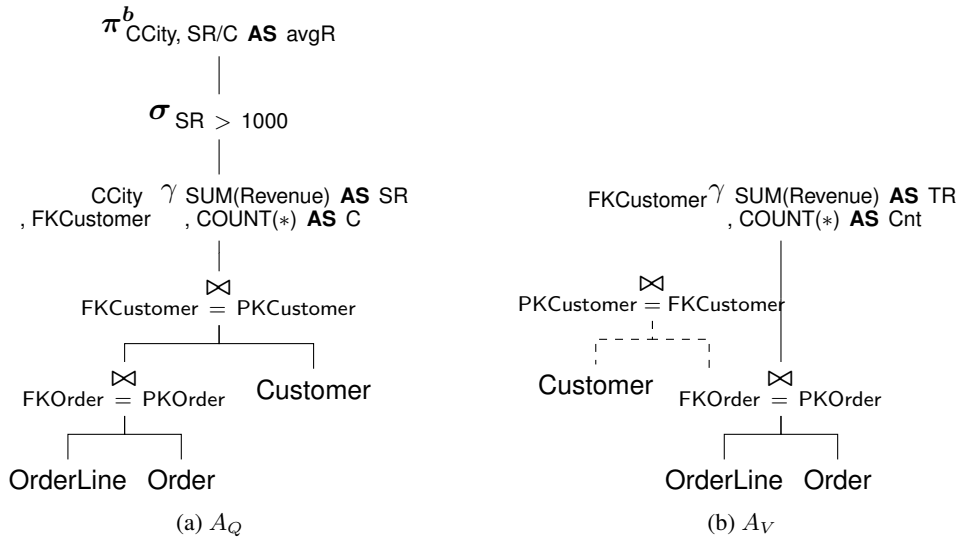 π^b CCity, SR/C AS avgR
σ SR > 1000
CCity γ SUM(Revenue) AS SR
, FKCustomer , COUNT(∗) AS C
⋈
FKCustomer = PKCustomer
⋈
FKOrder = PKOrder
Customer
OrderLine Order
(a) A_Q
FKCustomer γ SUM(Revenue) AS TR
, COUNT(∗) AS Cnt
⋈
PKCustomer = FKCustomer
Customer
⋈
FKOrder = PKOrder
OrderLine Order
(b) A_V